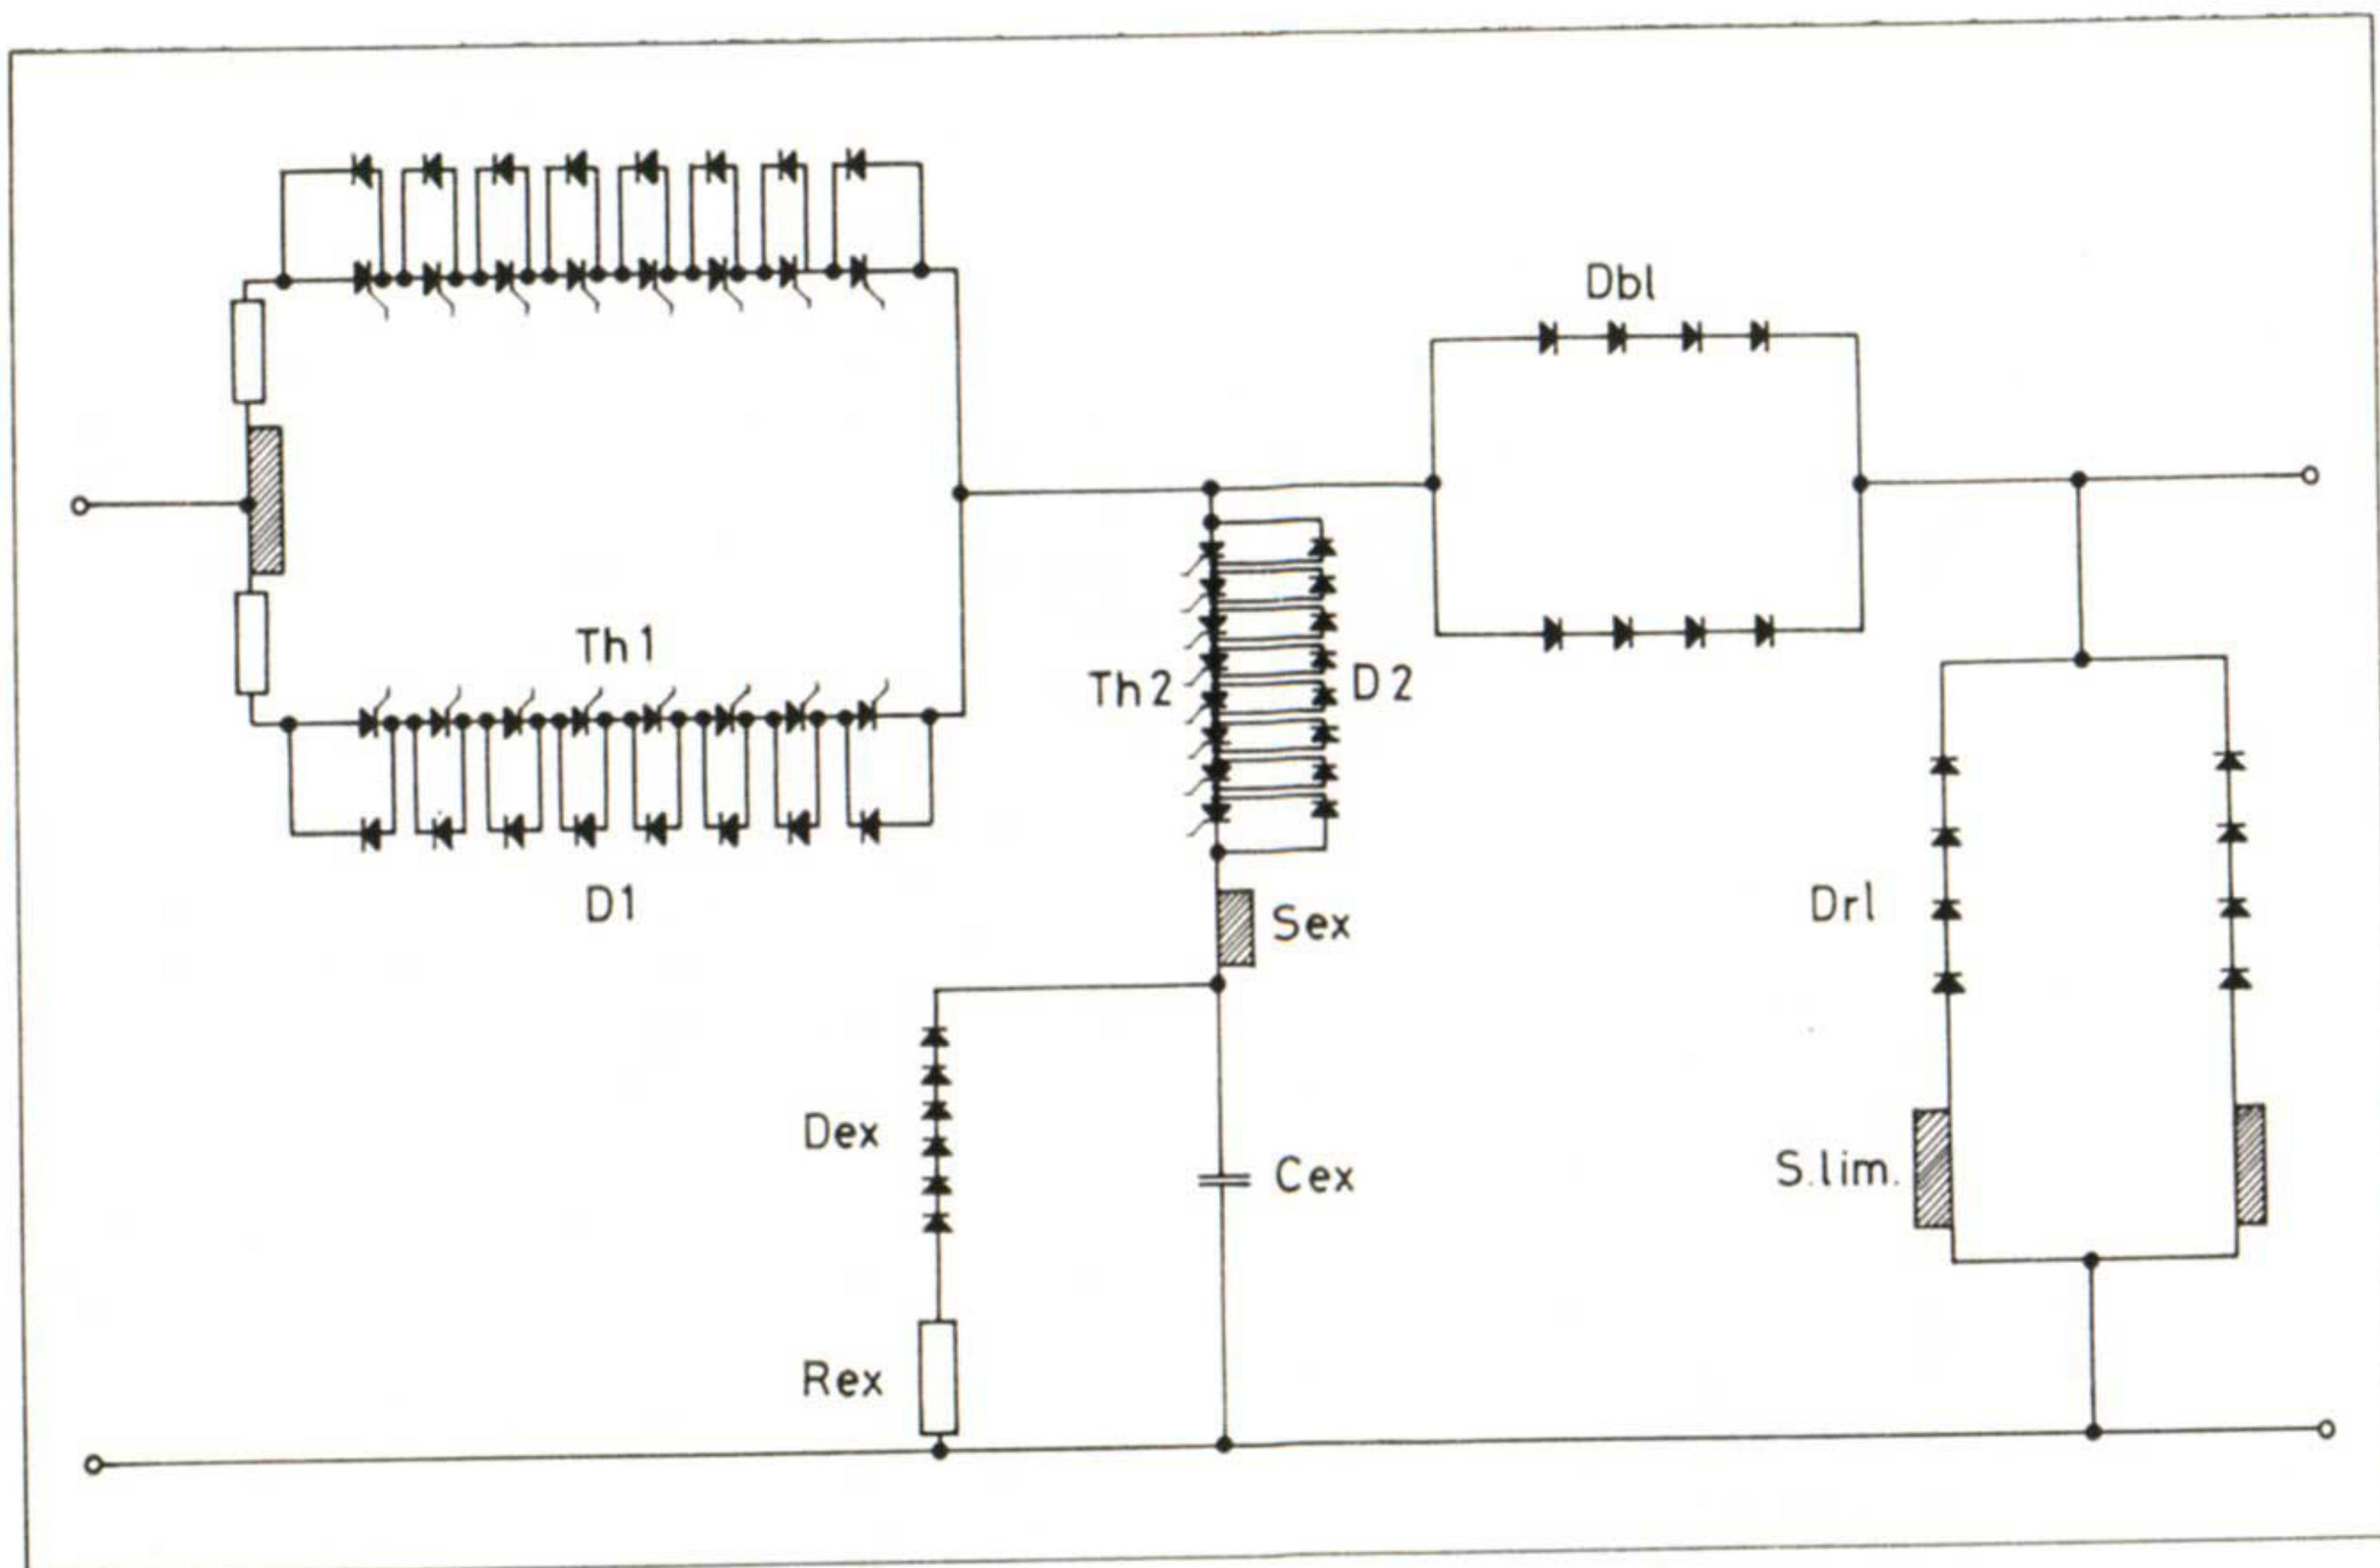 Dbl
Th1
Th2
D2
D1
Sex
Drl
Dex
Cex
S.lim.
Rex